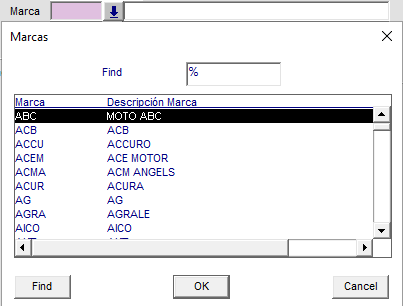 Marca
Marcas
Find %
Marca Descripción Marca
ABC MOTO ABC
ACB ACB
ACCU ACCURO
ACEM ACE MOTOR
ACMA ACM ANGELS
ACUR ACURA
AG AG
AGRA AGRALE
AICO AICO
Find OK Cancel